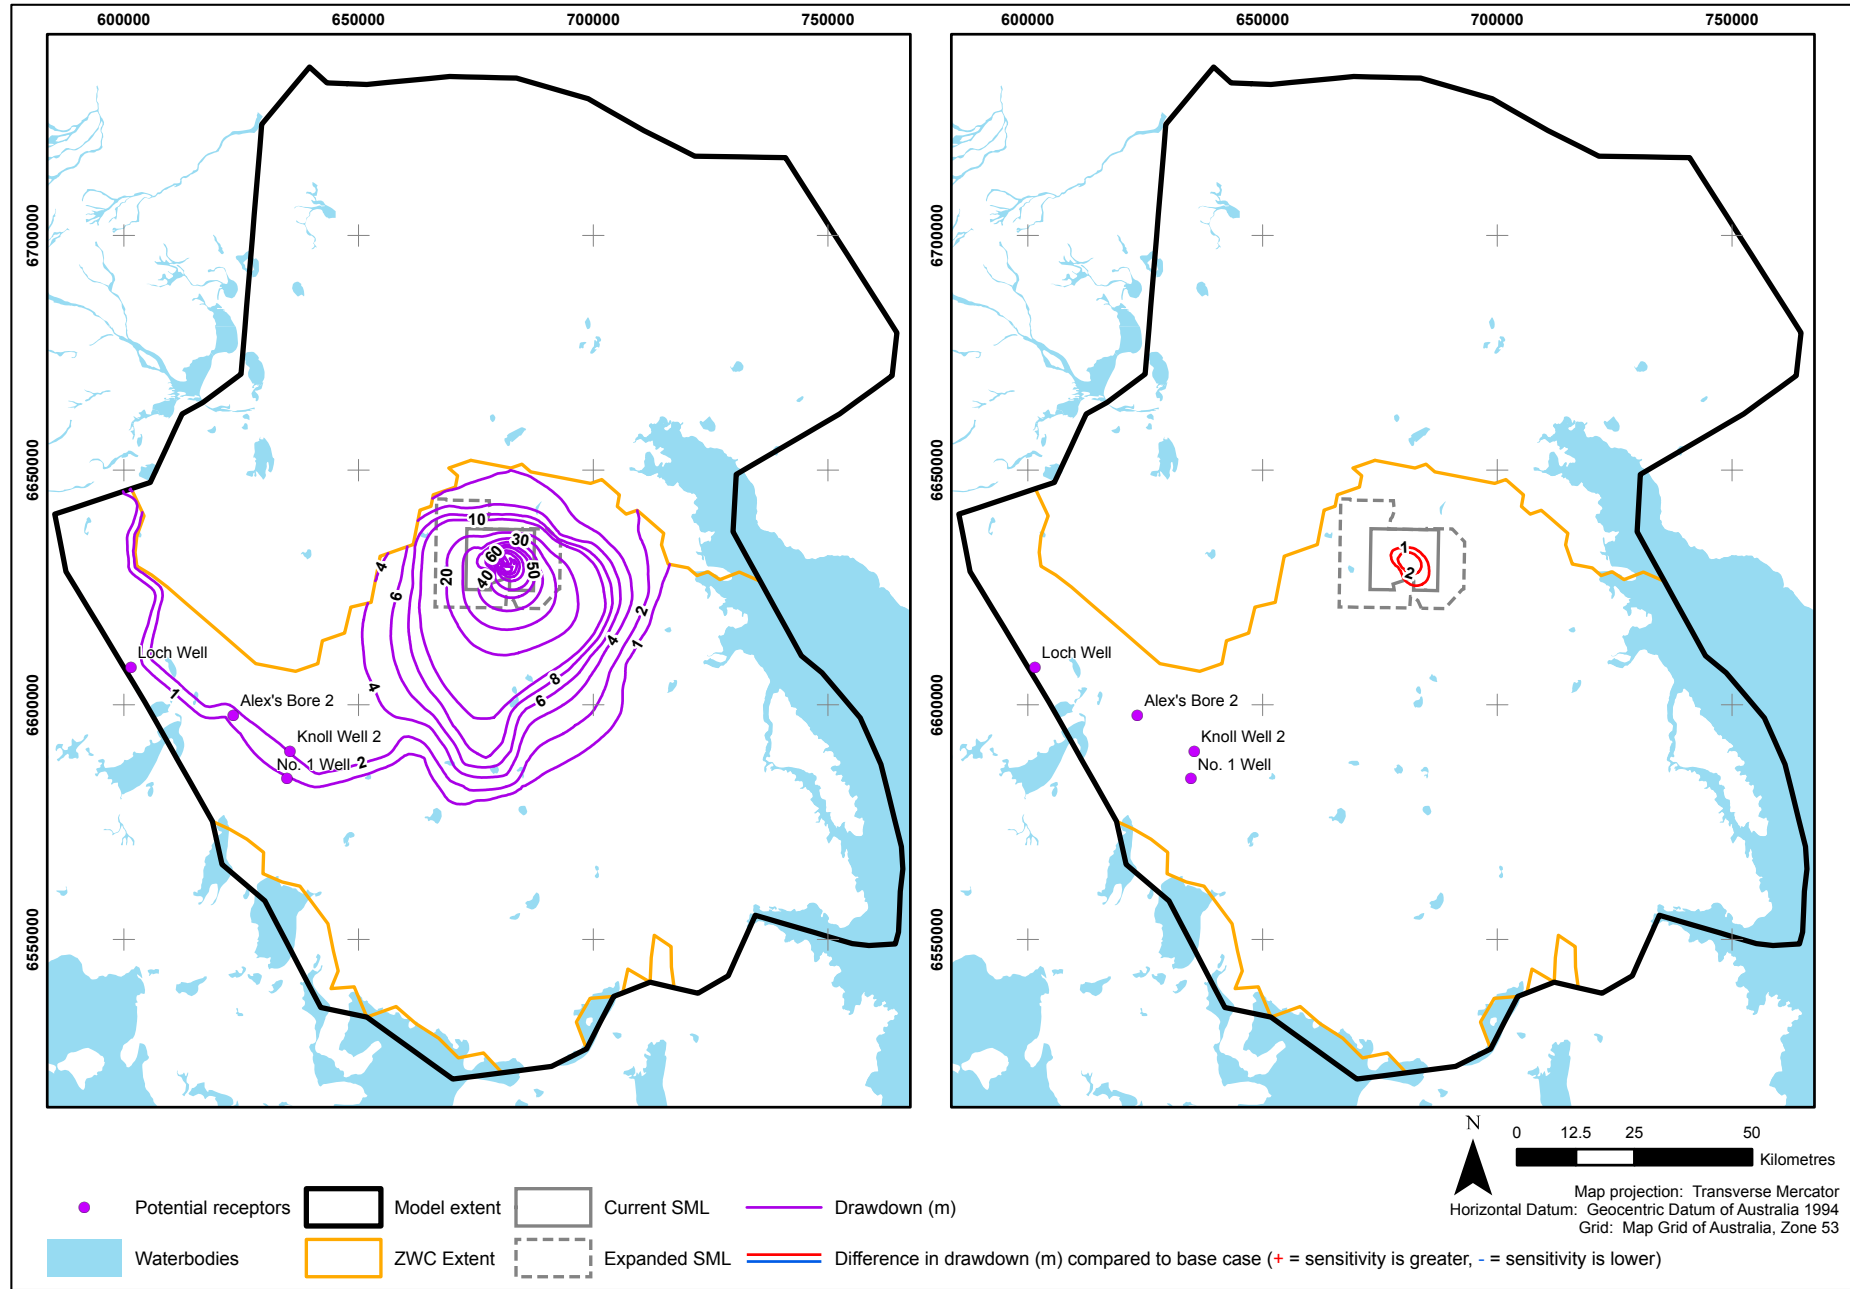 600000 650000 700000 750000 600000 650000 700000 750000
6700000
6650000
6600000
6550000
6700000
6650000
6600000
6550000
10
30
60
50
40
20
4
6
2
4
1
8
6
4
1
2
Loch Well
Alex's Bore 2
Knoll Well 2
No. 1 Well
1
2
Loch Well
Alex's Bore 2
Knoll Well 2
No. 1 Well
N
0 12.5 25 50
Kilometres
Map projection: Transverse Mercator
Horizontal Datum: Geocentric Datum of Australia 1994
Grid: Map Grid of Australia, Zone 53
Potential receptors Model extent Current SML Drawdown (m)
Waterbodies ZWC Extent Expanded SML Difference in drawdown (m) compared to base case (+ = sensitivity is greater, - = sensitivity is lower)